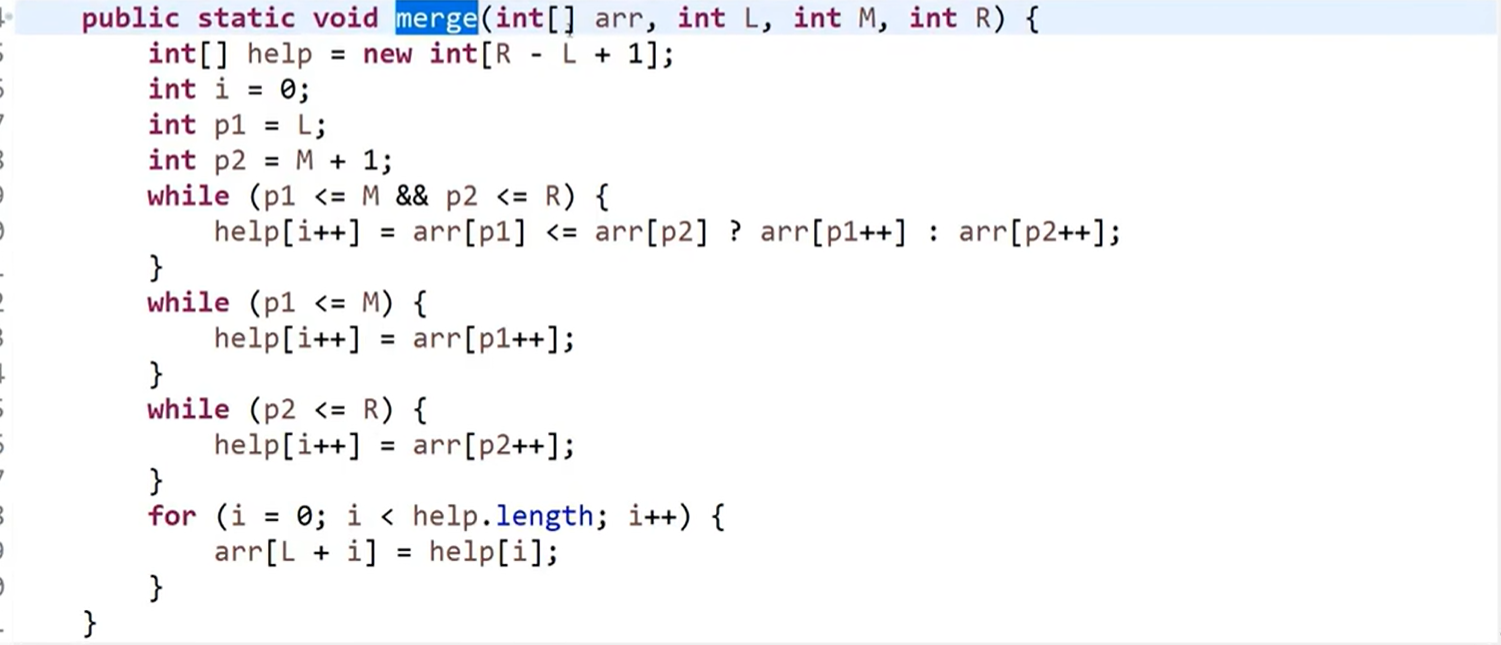 public static void merge(int[] arr, int L, int M, int R) {
int[] help = new int[R - L + 1];
int i = 0;
int p1 = L;
int p2 = M + 1;
while (p1 <= M && p2 <= R) {
help[i++] = arr[p1] <= arr[p2] ? arr[p1++] : arr[p2++];
}
while (p1 <= M) {
help[i++] = arr[p1++];
}
while (p2 <= R) {
help[i++] = arr[p2++];
}
for (i = 0; i < help.length; i++) {
arr[L + i] = help[i];
}
}